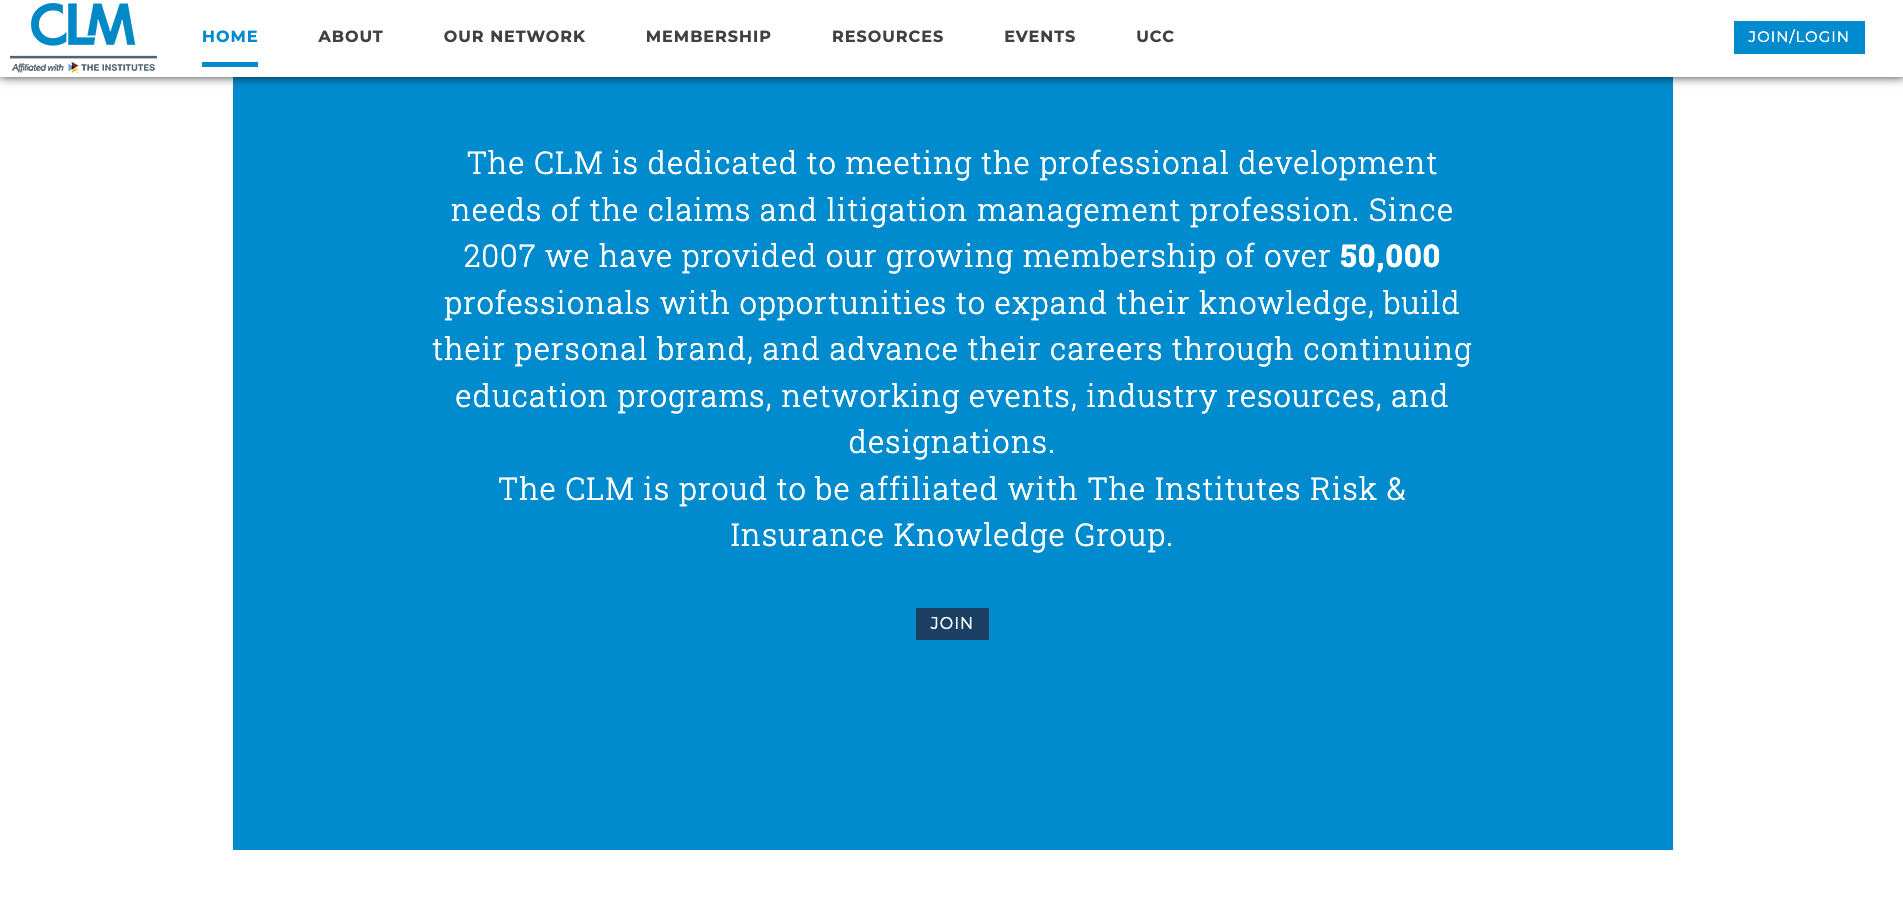 CLM
Affiliated with THE INSTITUTES
HOME
ABOUT
OUR NETWORK
MEMBERSHIP
RESOURCES
EVENTS
UCC
JOIN/LOGIN
The CLM is dedicated to meeting the professional development
needs of the claims and litigation management profession. Since
2007 we have provided our growing membership of over 50,000
professionals with opportunities to expand their knowledge, build
their personal brand, and advance their careers through continuing
education programs, networking events, industry resources, and
designations.
The CLM is proud to be affiliated with The Institutes Risk &
Insurance Knowledge Group.
JOIN